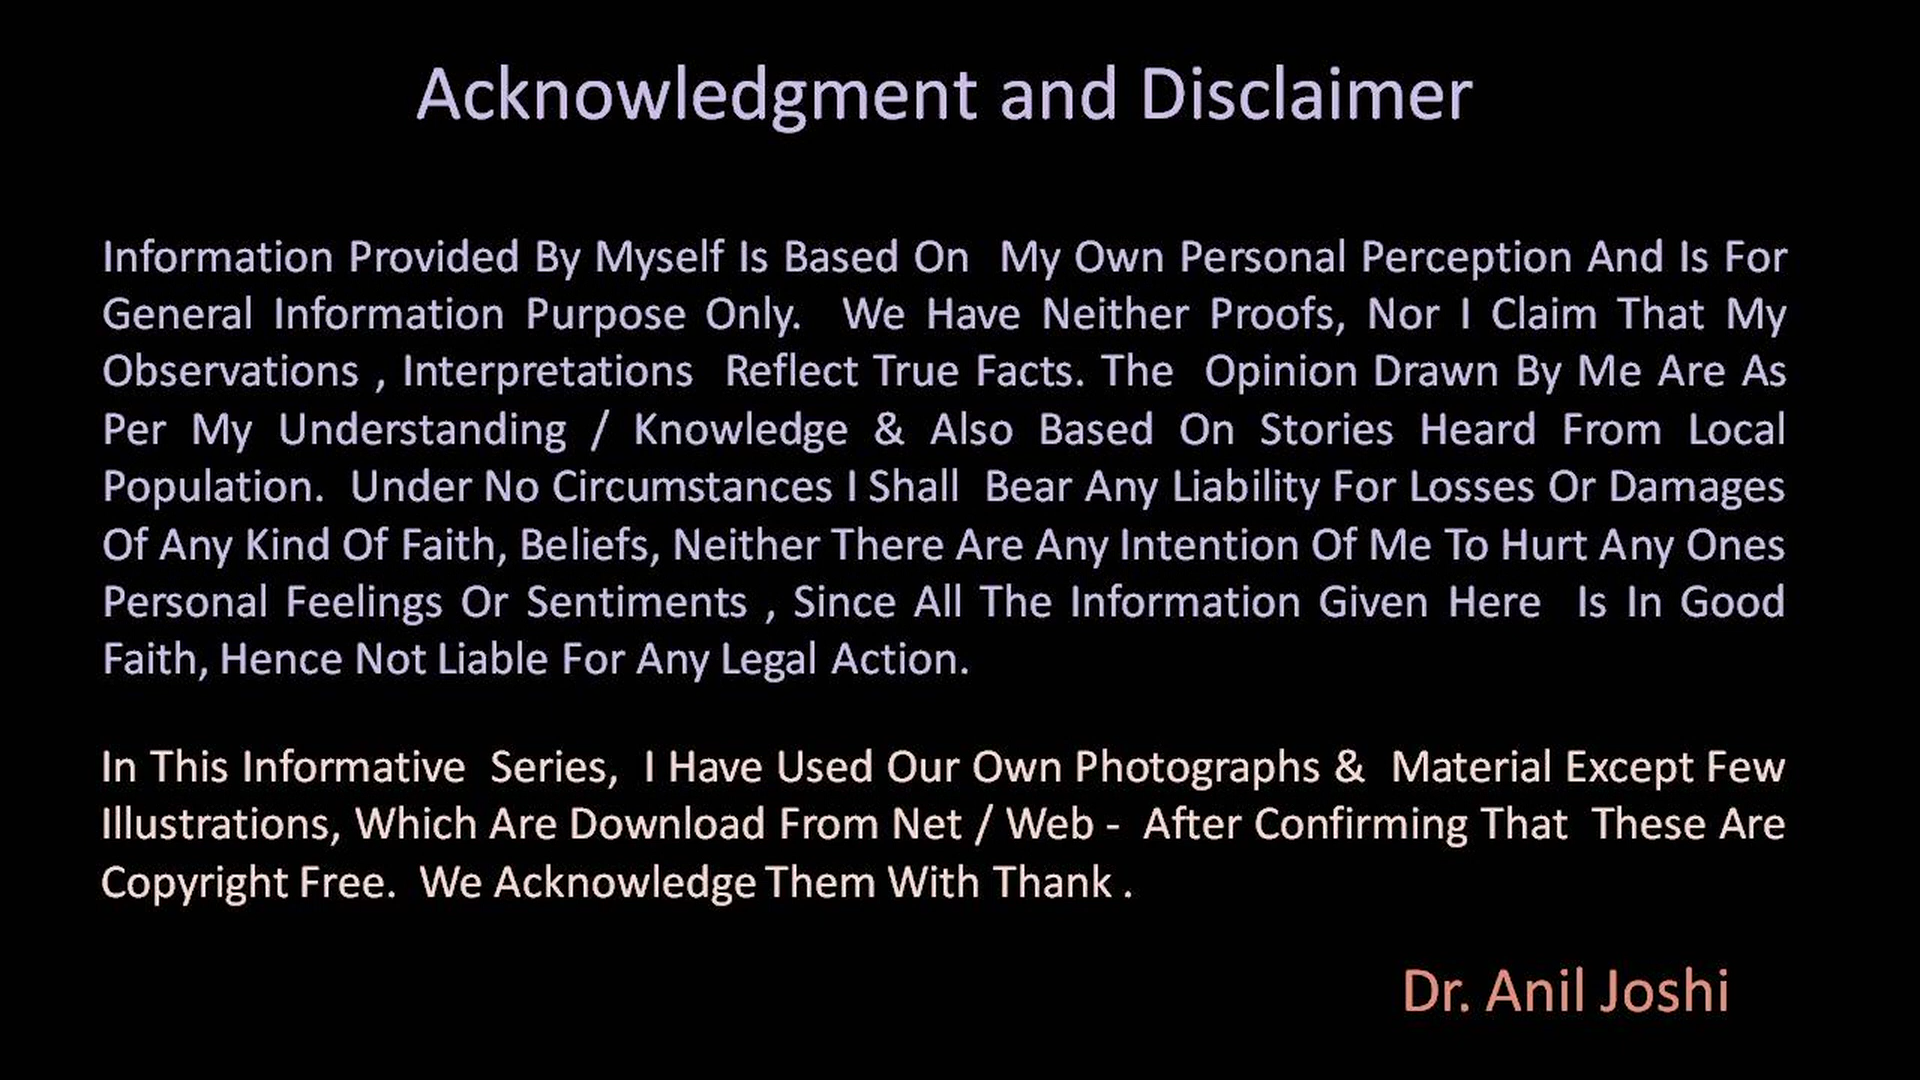 Acknowledgment and Disclaimer
Information Provided By Myself Is Based On My Own Personal Perception And Is For
General Information Purpose Only. We Have Neither Proofs, Nor I Claim That My
Observations , Interpretations Reflect True Facts. The Opinion Drawn By Me Are As
Per My Understanding / Knowledge & Also Based On Stories Heard From Local
Population. Under No Circumstances I Shall Bear Any Liability For Losses Or Damages
Of Any Kind Of Faith, Beliefs, Neither There Are Any Intention Of Me To Hurt Any Ones
Personal Feelings Or Sentiments , Since All The Information Given Here Is In Good
Faith, Hence Not Liable For Any Legal Action.
In This Informative Series, I Have Used Our Own Photographs & Material Except Few
Illustrations, Which Are Download From Net / Web - After Confirming That These Are
Copyright Free. We Acknowledge Them With Thank .
Dr. Anil Joshi